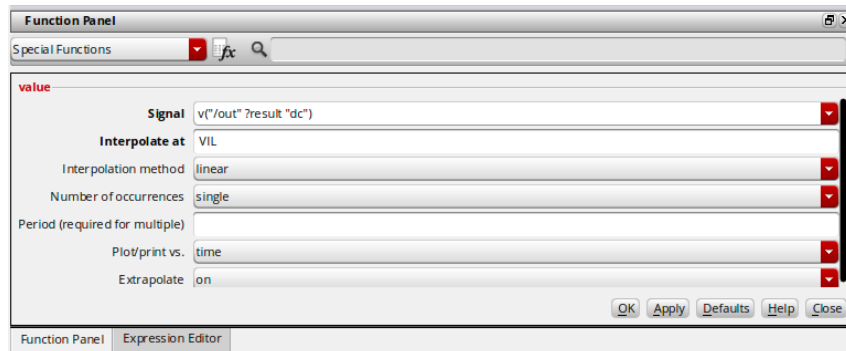 Function Panel
Special Functions fx
value
Signal v("/out" ?result "dc")
Interpolate at VIL
Interpolation method linear
Number of occurrences single
Period (required for multiple)
Plot/print vs. time
Extrapolate on
OK Apply Defaults Help Close
Function Panel Expression Editor